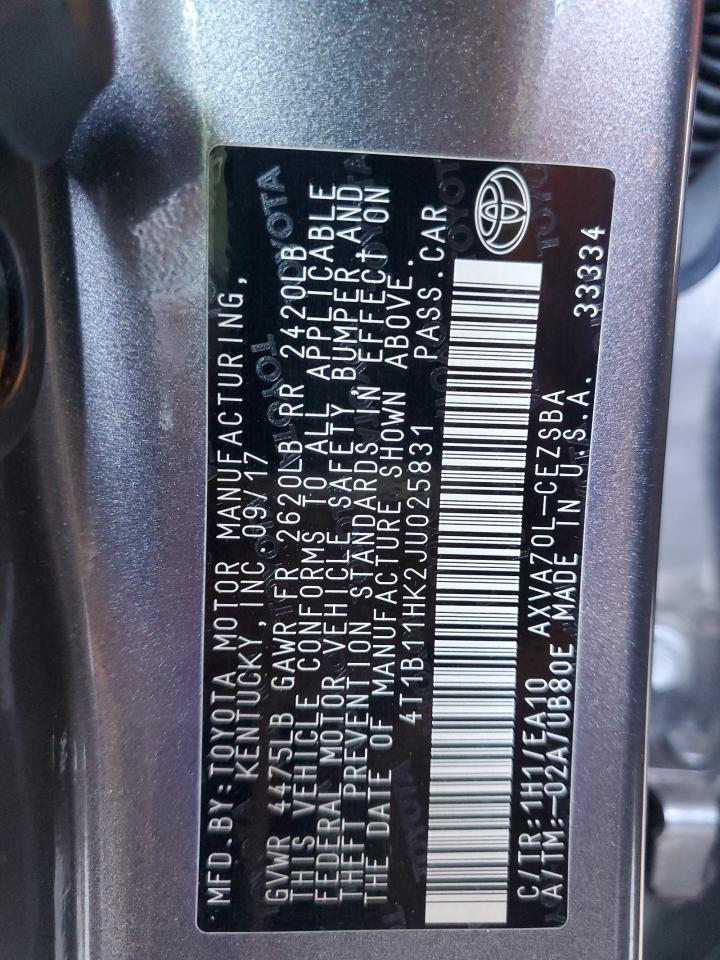 MFD.BY:TOYOTA MOTOR MANUFACTURING,
KENTUCKY,INC 09/17
GVWR 4475LB GAWR FR 2620LB RR 2420LB
THIS VEHICLE CONFORMS TO ALL APPLICABLE
FEDERAL MOTOR VEHICLE SAFETY, BUMPER, AND
THEFT PREVENTION STANDARDS IN EFFECT ON
THE DATE OF MANUFACTURE SHOWN ABOVE.
4T1B11HK2JU025831 PASS.CAR
C/TR:1H1/EA10 AXVA70L-CEZSBA
A/TM:-02A/UB80E MADE IN U.S.A. 33334